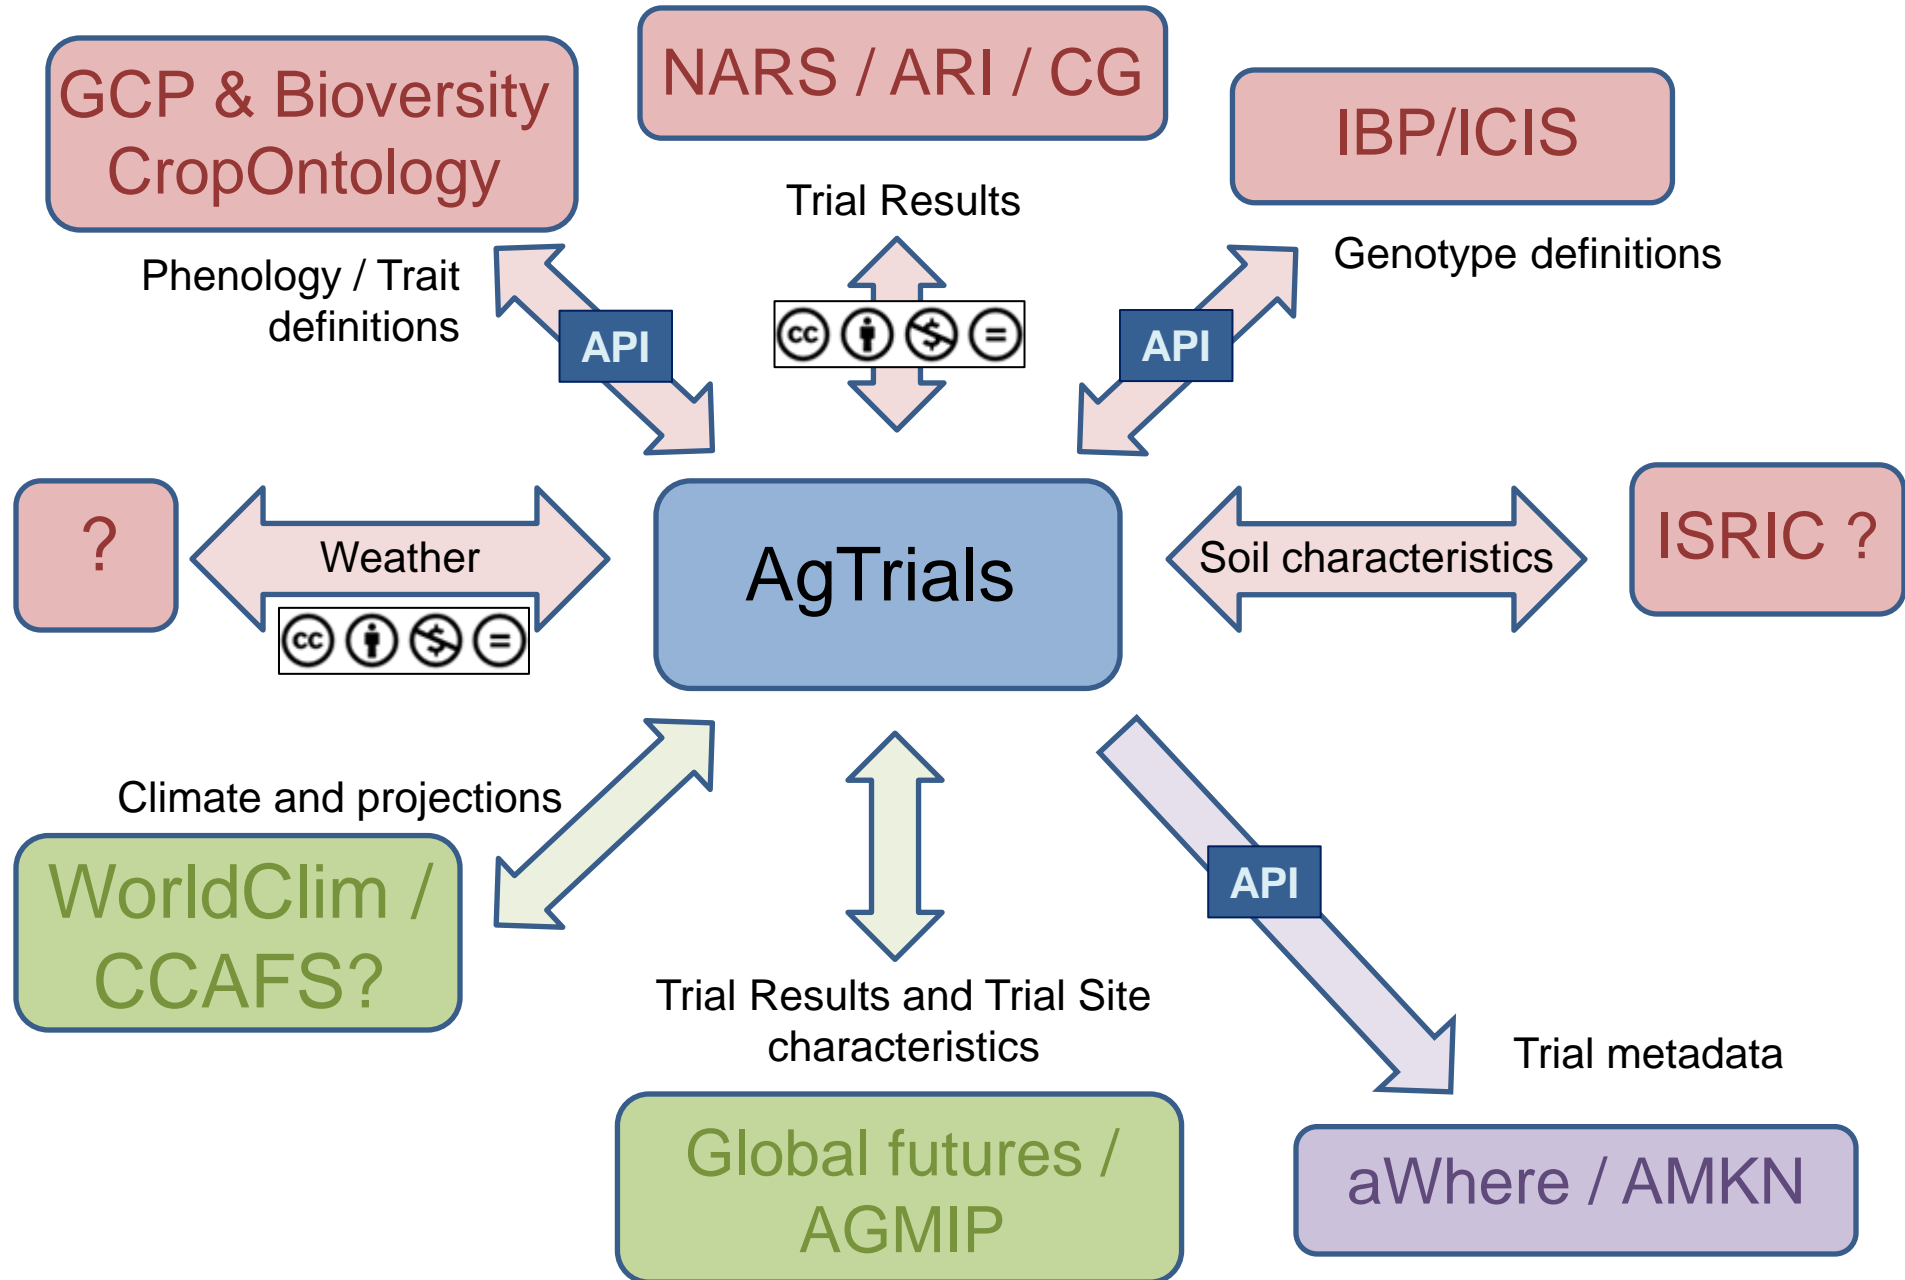 GCP & Bioversity
CropOntology
NARS / ARI / CG
IBP/ICIS
Trial Results
Phenology / Trait
definitions
Genotype definitions
API
cc $ =
API
?
Weather
cc $ =
AgTrials
Soil characteristics
ISRIC ?
Climate and projections
WorldClim /
CCAFS?
API
Trial Results and Trial Site
characteristics
Trial metadata
Global futures /
AGMIP
aWhere / AMKN